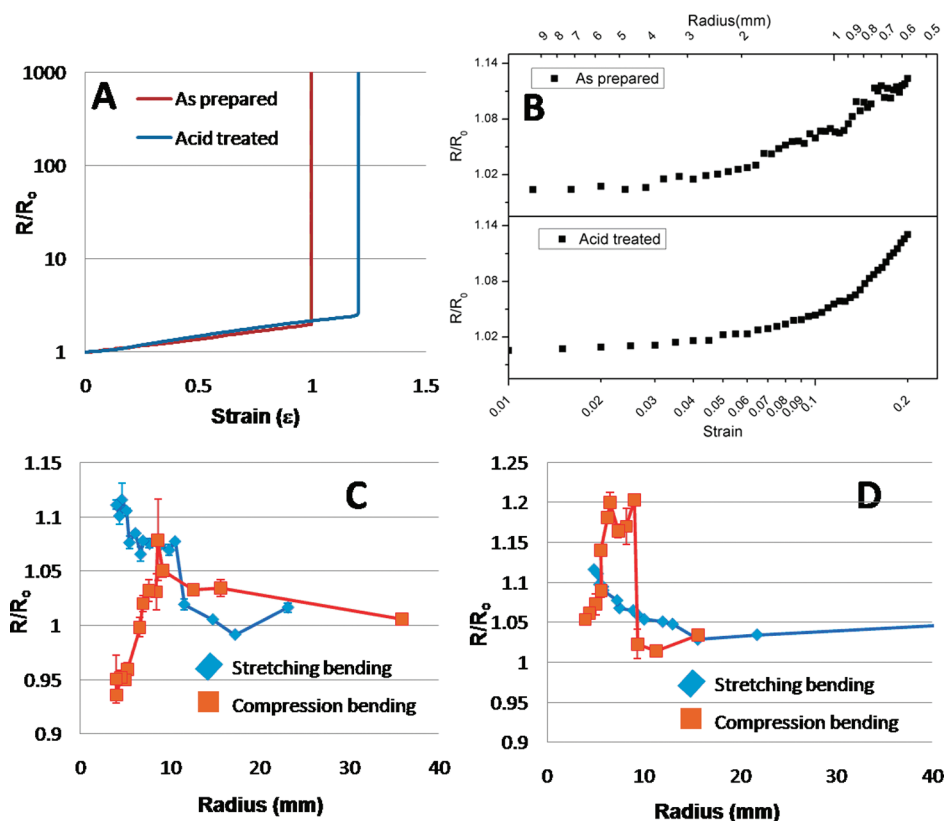 A
1000
100
10
1
R/Ro
As prepared
Acid treated
0
0.5
1
1.5
Strain (ε)
Radius(mm)
9 8 7 6 5 4 3 2 1 0.9 0.8 0.7 0.6 0.5
B
1.14
1.08
1.02
R/R0
As prepared
1.14
1.08
1.02
R/R0
Acid treated
0.01 0.02 0.03 0.04 0.05 0.06 0.07 0.08 0.09 0.1 0.2
Strain
C
1.15
1.1
1.05
1
0.95
0.9
R/Ro
Stretching bending
Compression bending
0 10 20 30 40
Radius (mm)
D
1.25
1.2
1.15
1.1
1.05
1
0.95
0.9
R/Ro
Stretching bending
Compression bending
0 10 20 30 40
Radius (mm)